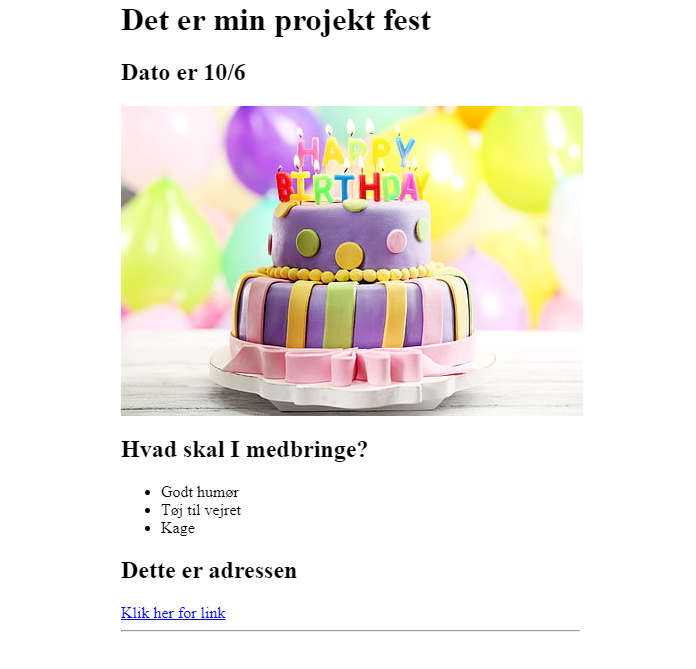 Det er min projekt fest
Dato er 10/6
HAPPY
BIRTHDAY
Hvad skal I medbringe?
Godt humør
Tøj til vejret
Kage
Dette er adressen
Klik her for link